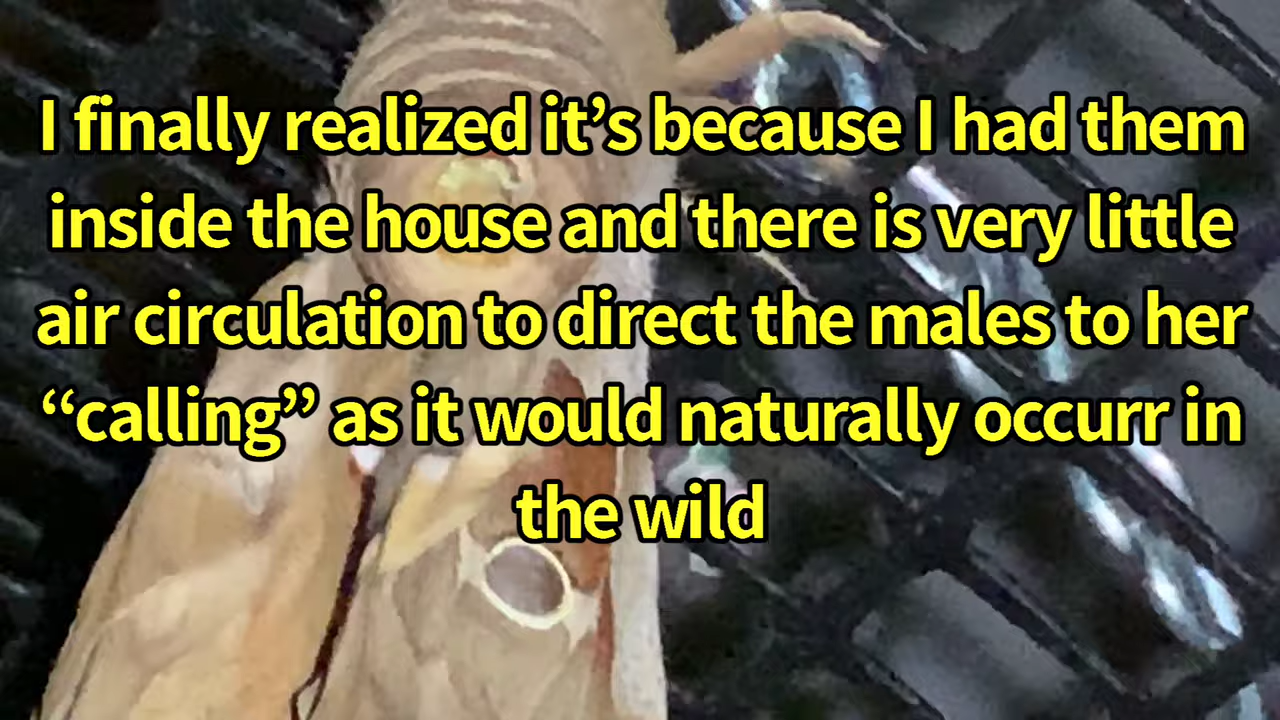 I finally realized it’s because I had them
inside the house and there is very little
air circulation to direct the males to her
“calling” as it would naturally occurr in
the wild